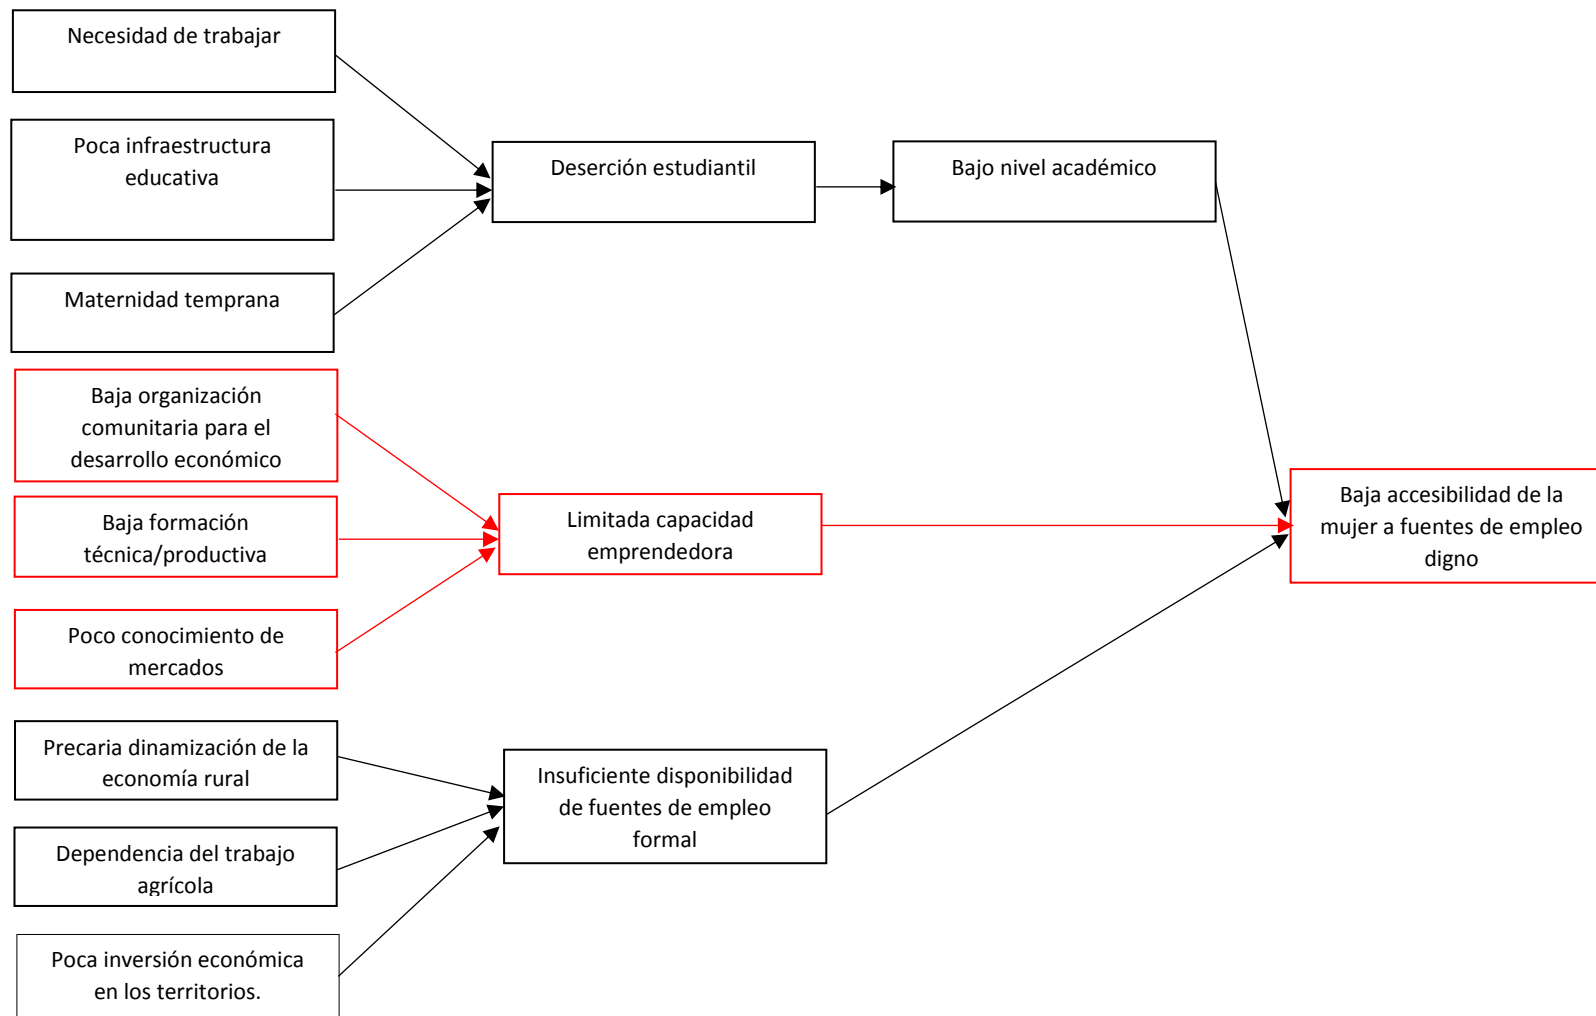 Necesidad de trabajar
Poca infraestructura
educativa
Maternidad temprana
Deserción estudiantil
Bajo nivel académico
Baja organización
comunitaria para el
desarrollo económico
Baja formación
técnica/productiva
Poco conocimiento de
mercados
Limitada capacidad
emprendedora
Baja accesibilidad de la
mujer a fuentes de empleo
digno
Precaria dinamización de la
economía rural
Dependencia del trabajo
agrícola
Poca inversión económica
en los territorios.
Insuficiente disponibilidad
de fuentes de empleo
formal